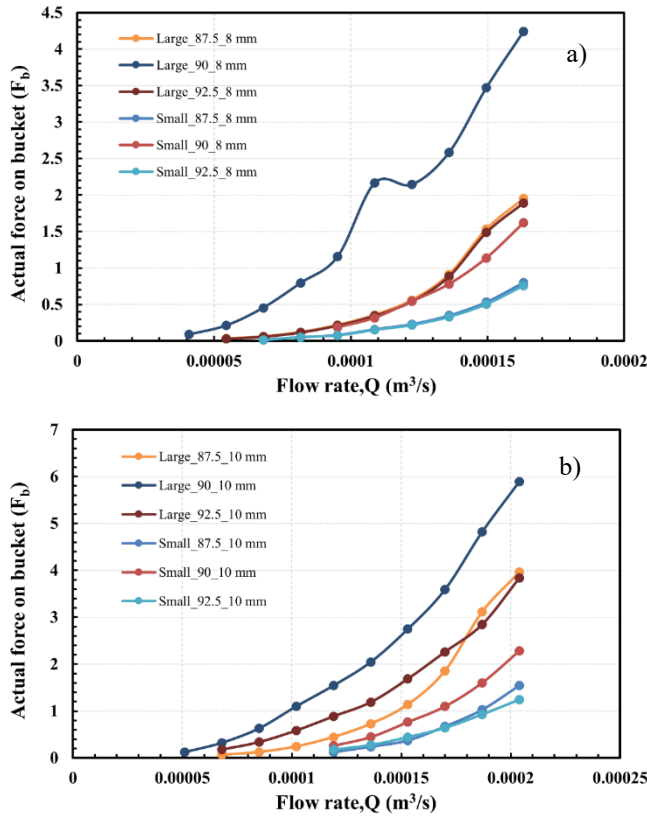 4.5
4
3.5
3
2.5
2
1.5
1
0.5
0
Actual force on bucket (F_b)
Large_87.5_8 mm
Large_90_8 mm
Large_92.5_8 mm
Small_87.5_8 mm
Small_90_8 mm
Small_92.5_8 mm
a)
0 0.00005 0.0001 0.00015 0.0002
Flow rate,Q (m³/s)
7
6
5
4
3
2
1
0
Actual force on bucket (F_b)
Large_87.5_10 mm
Large_90_10 mm
Large_92.5_10 mm
Small_87.5_10 mm
Small_90_10 mm
Small_92.5_10 mm
b)
0 0.00005 0.0001 0.00015 0.0002 0.00025
Flow rate,Q (m³/s)